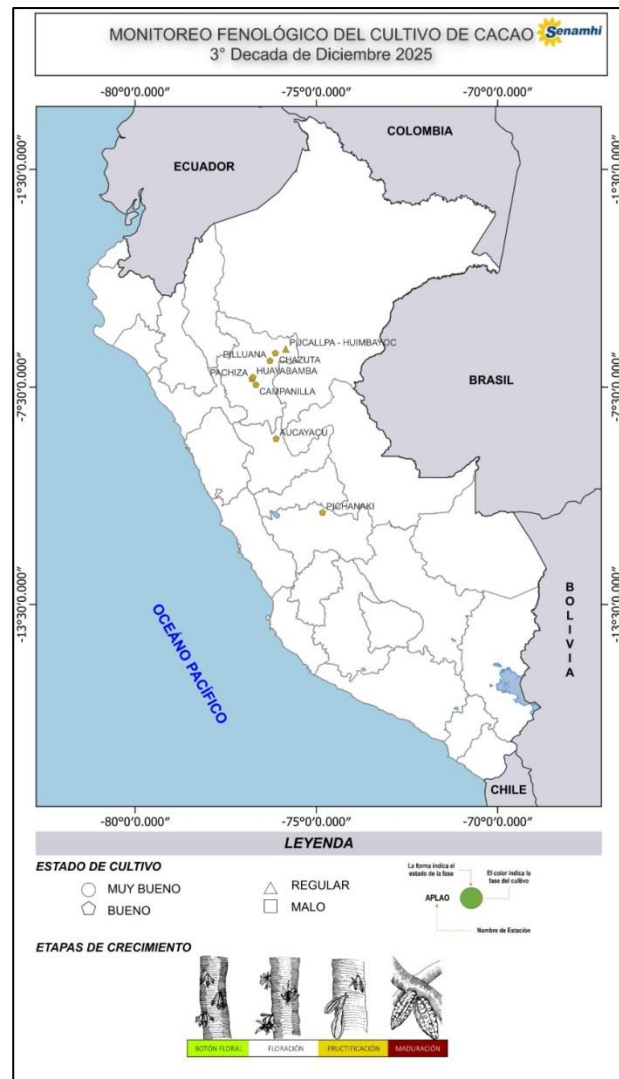 MONITOREO FENOLÓGICO DEL CULTIVO DE CACAO
3° Decada de Diciembre 2025
Senamhi
-80°0'0.000"
-75°0'0.000"
-70°0'0.000"
COLOMBIA
ECUADOR
-1°30'0.000"
-1°30'0.000"
PUCALLPA - HUIMBAYOC
PILLUANA
CHAZUTA
PACHIZA
HUAYABAMBA
CAMPANILLA
BRASIL
-7°30'0.000"
-7°30'0.000"
AUCAYACU
PICHANAKI
-13°30'0.000"
-13°30'0.000"
BOLIVIA
OCEÁNO PACÍFICO
CHILE
-80°0'0.000"
-75°0'0.000"
-70°0'0.000"
LEYENDA
ESTADO DE CULTIVO
MUY BUENO
REGULAR
BUENO
MALO
La forma indica el
estado de la fase
El color indica la
fase del cultivo
APLAO
Nombre de Estación
ETAPAS DE CRECIMIENTO
BOTÓN FLORAL
FLORACIÓN
FRUCTIFICACIÓN
MADURACIÓN